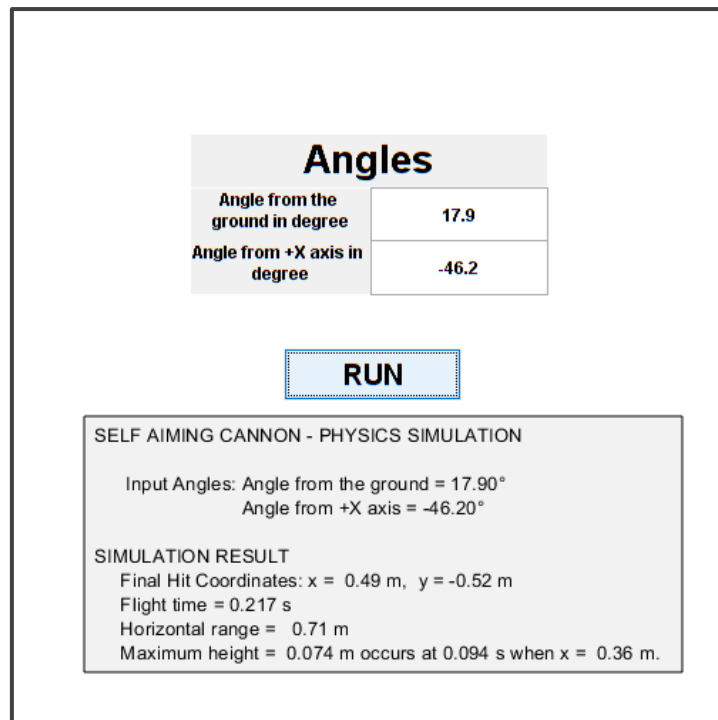 Angles
Angle from the
ground in degree
17.9
Angle from +X axis in
degree
-46.2
RUN
SELF AIMING CANNON - PHYSICS SIMULATION
Input Angles: Angle from the ground = 17.90°
Angle from +X axis = -46.20°
SIMULATION RESULT
Final Hit Coordinates: x =  0.49 m,  y = -0.52 m
Flight time = 0.217 s
Horizontal range =   0.71 m
Maximum height =  0.074 m occurs at 0.094 s when x =  0.36 m.